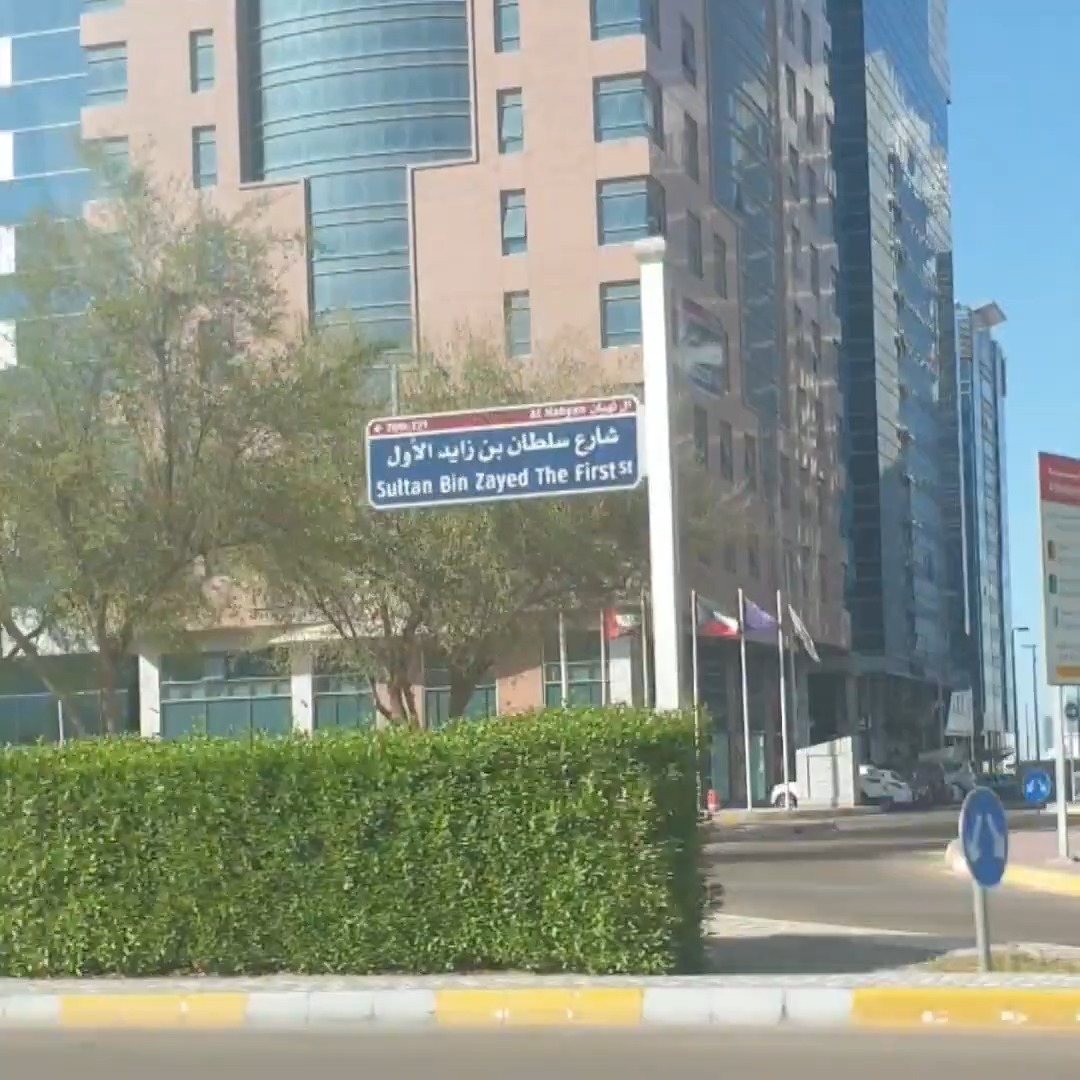 Al Nahyan آل نهيان
شارع سلطان بن زايد الأول
Sultan Bin Zayed The First St